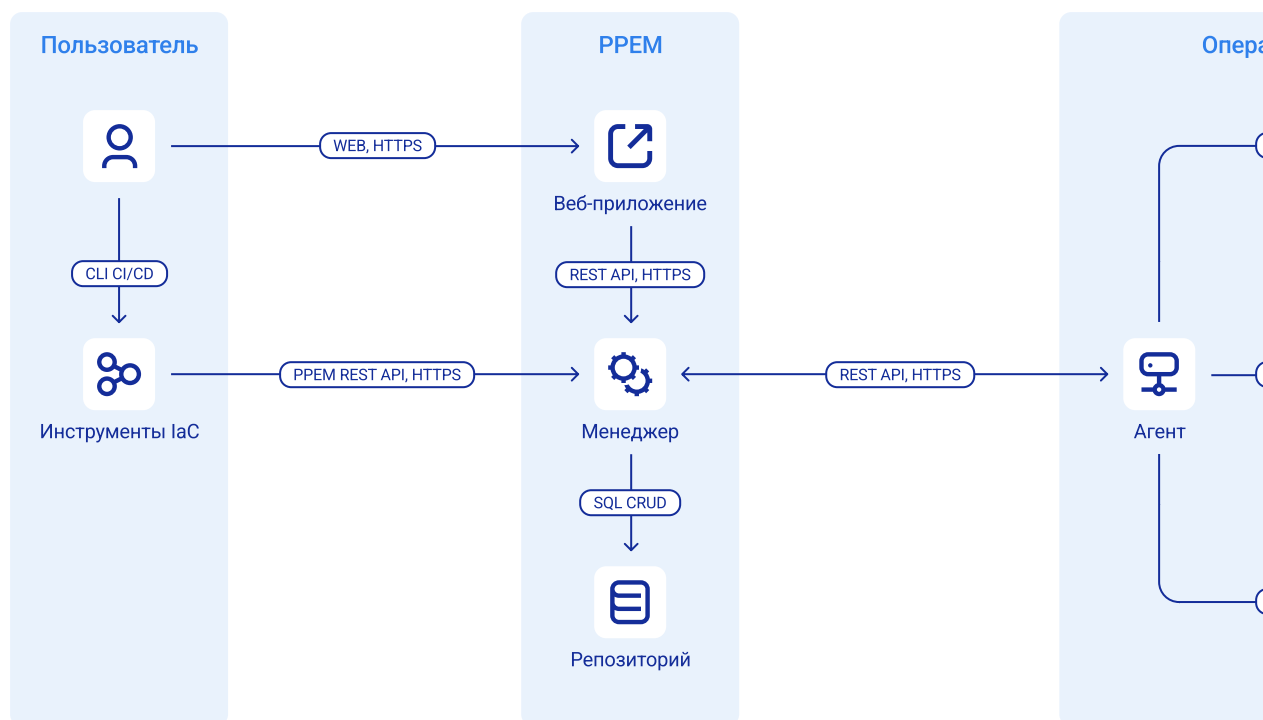 Пользователь
PPEM
WEB, HTTPS
Веб-приложение
CLI CI/CD
REST API, HTTPS
PPEM REST API, HTTPS
REST API, HTTPS
Инструменты IaC
Менеджер
Агент
SQL CRUD
Репозиторий